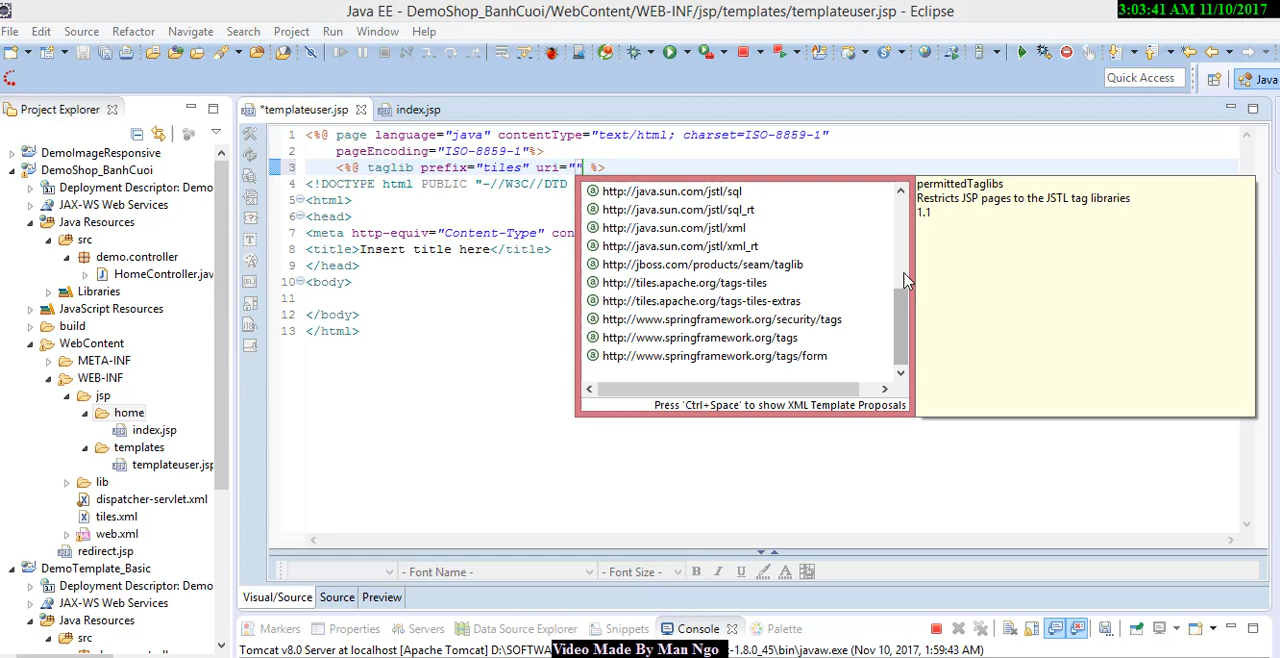 Java EE - DemoShop_BanhCuoi/WebContent/WEB-INF/jsp/templates/templateuser.jsp - Eclipse
3:03:41 AM 11/10/2017
File Edit Source Refactor Navigate Search Project Run Window Help
Quick Access
Java
Project Explorer
*templateuser.jsp
index.jsp
DemoImageResponsive
DemoShop_BanhCuoi
Deployment Descriptor: Demo
JAX-WS Web Services
Java Resources
src
demo.controller
HomeController.jav
Libraries
JavaScript Resources
build
WebContent
META-INF
WEB-INF
jsp
home
index.jsp
templates
templateuser.jsp
lib
dispatcher-servlet.xml
tiles.xml
web.xml
redirect.jsp
DemoTemplate_Basic
Deployment Descriptor: Demo
JAX-WS Web Services
Java Resources
src
1 <%@ page language="java" contentType="text/html; charset=ISO-8859-1"
2 pageEncoding="ISO-8859-1"%>
3 <%@ taglib prefix="tiles" uri="" %>
4 <!DOCTYPE html PUBLIC "-//W3C//DTD
5 <html>
6 <head>
7 <meta http-equiv="Content-Type" con
8 <title>Insert title here</title>
9 </head>
10 <body>
11
12 </body>
13 </html>
http://java.sun.com/jstl/sql
http://java.sun.com/jstl/sql_rt
http://java.sun.com/jstl/xml
http://java.sun.com/jstl/xml_rt
http://jboss.com/products/seam/taglib
http://tiles.apache.org/tags-tiles
http://tiles.apache.org/tags-tiles-extras
http://www.springframework.org/security/tags
http://www.springframework.org/tags
http://www.springframework.org/tags/form
Press 'Ctrl+Space' to show XML Template Proposals
permittedTaglibs
Restricts JSP pages to the JSTL tag libraries
1.1
- Font Name -
- Font Size -
B I U A
Visual/Source Source Preview
Markers Properties Servers Data Source Explorer Snippets Console Palette
Tomcat v8.0 Server at localhost [Apache Tomcat] D:\SOFTWA
-1.8.0_45\bin\javaw.exe (Nov 10, 2017, 1:59:43 AM)
Video Made By Man Ngo